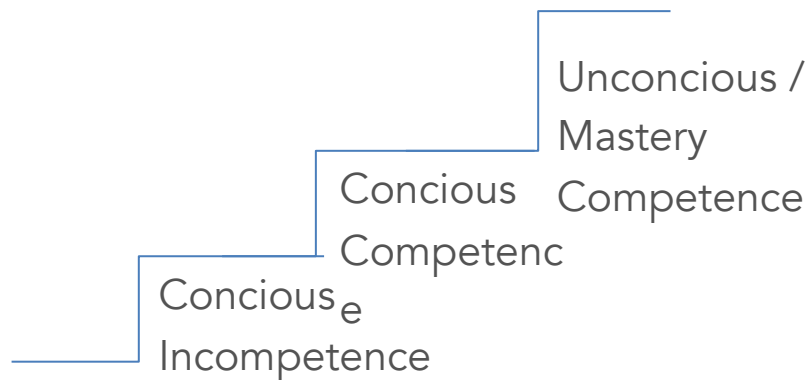 Unconcious /
Mastery
Competence
Concious
Competenc
e
Concious
Incompetence